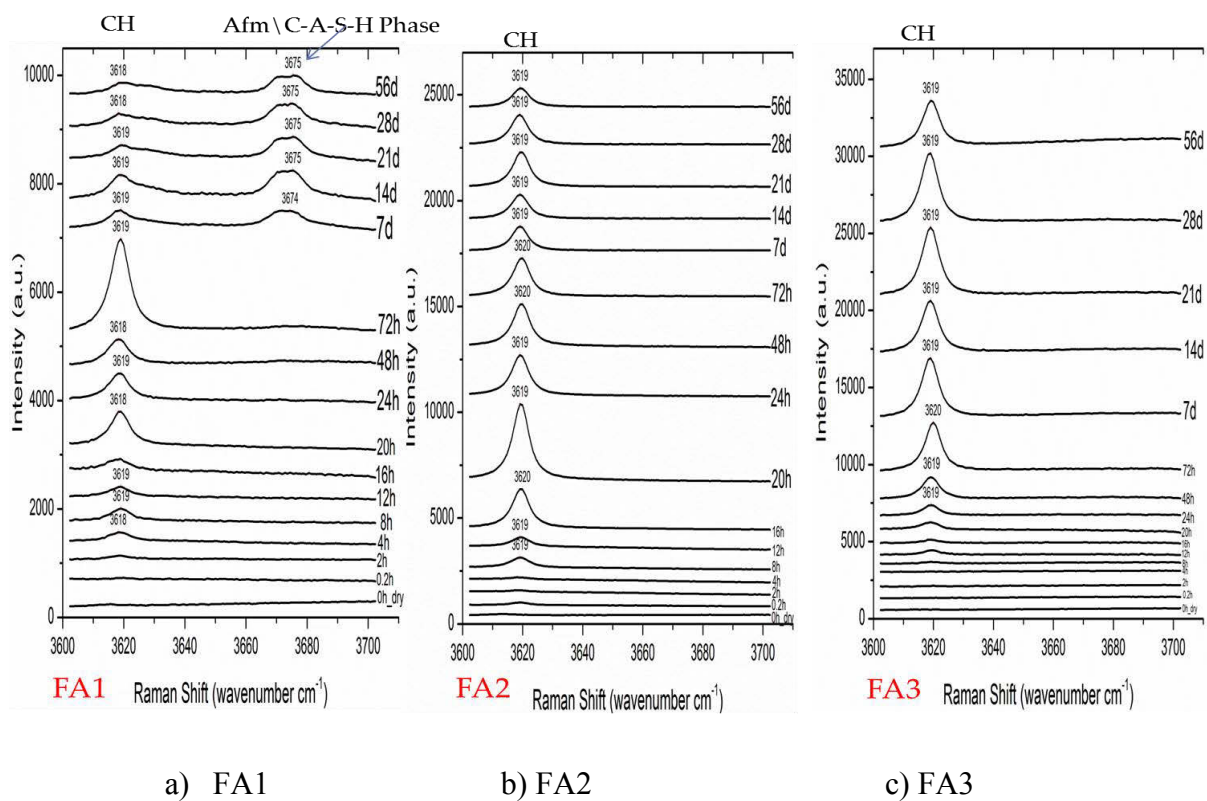 CH
Afm \ C-A-S-H Phase
10000
8000
6000
4000
2000
0
Intensity (a.u.)
3618
3675
56d
3618
3675
28d
3619
3675
21d
3619
3675
14d
3619
3674
7d
3619
72h
3618
48h
3619
24h
3618
20h
16h
3619
12h
3619
8h
3618
4h
2h
0.2h
0h_dry
3600 3620 3640 3660 3680 3700
FA1
Raman Shift (wavenumber cm⁻¹)
CH
25000
20000
15000
10000
5000
0
Intensity (a.u.)
3619
56d
3619
28d
3619
21d
3619
14d
3619
7d
3620
72h
3620
48h
3619
24h
3619
20h
3620
16h
3619
12h
3619
8h
4h
2h
0.2h
0h_dry
3600 3620 3640 3660 3680 3700
FA2
Raman Shift (wavenumber cm⁻¹)
CH
35000
30000
25000
20000
15000
10000
5000
0
Intensity (a.u.)
3619
56d
3619
28d
3619
21d
3619
14d
3619
7d
3620
72h
3619
48h
3619
24h
20h
16h
12h
8h
4h
2h
0.2h
0h_dry
3600 3620 3640 3660 3680 3700
FA3
Raman Shift (wavenumber cm⁻¹)
a) FA1
b) FA2
c) FA3